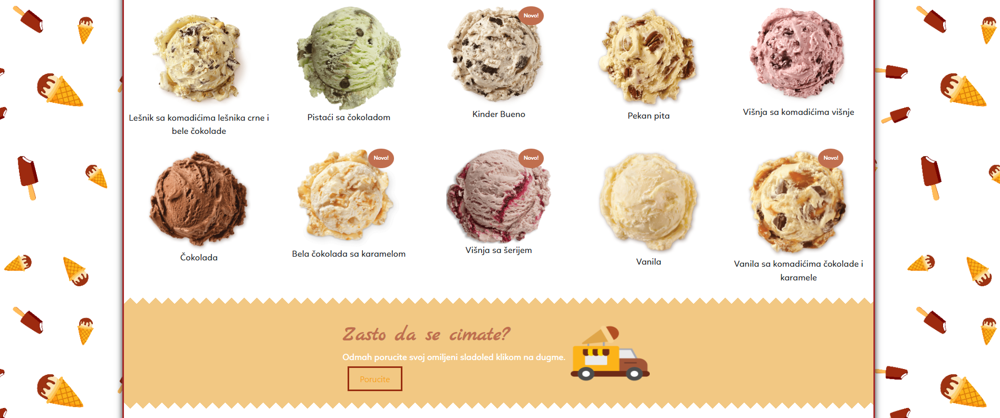 Novo!
Lešnik sa komadićima lešnika crne i
bele čokolade
Pistaći sa čokoladom
Kinder Bueno
Pekan pita
Višnja sa komadićima višnje
Novo!
Novo!
Novo!
Čokolada
Bela čokolada sa karamelom
Višnja sa šerijem
Vanila
Vanila sa komadićima čokolade i
karamele
Zasto da se cimate?
Odmah porucite svoj omiljeni sladoled klikom na dugme.
Porucite